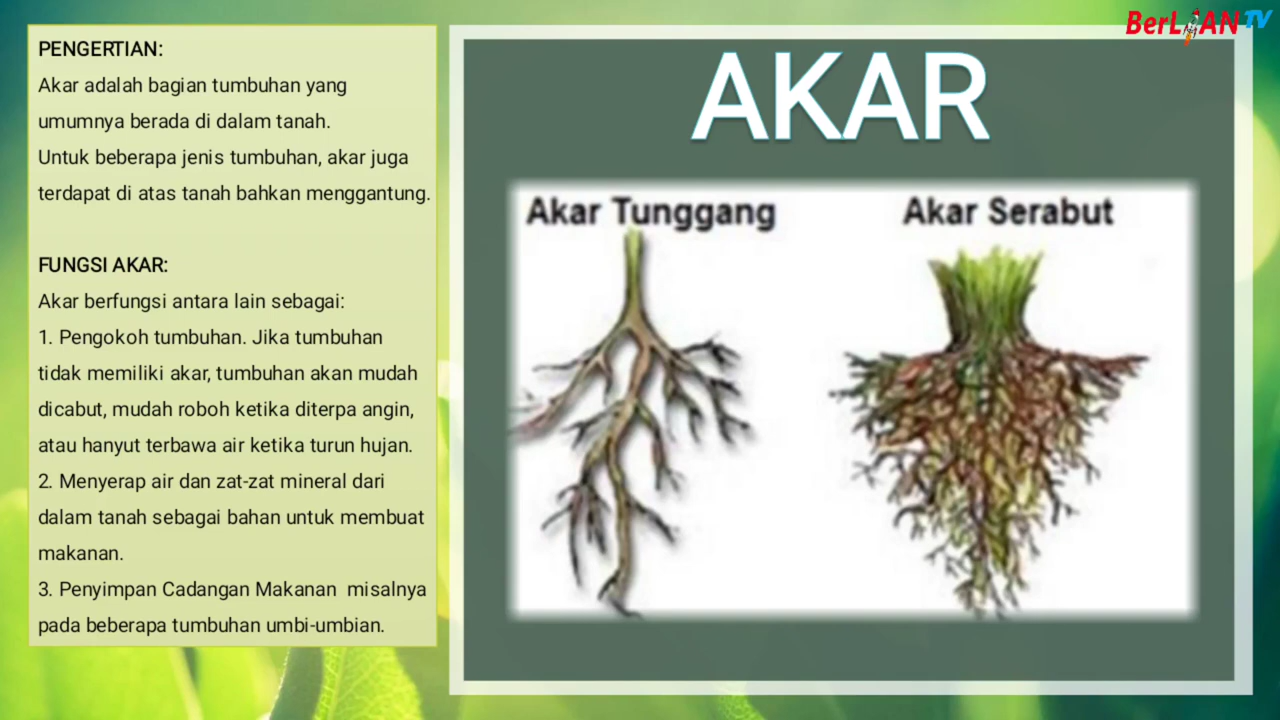 PENGERTIAN:
Akar adalah bagian tumbuhan yang
umumnya berada di dalam tanah.
Untuk beberapa jenis tumbuhan, akar juga
terdapat di atas tanah bahkan menggantung.
FUNGSI AKAR:
Akar berfungsi antara lain sebagai:
1. Pengokoh tumbuhan. Jika tumbuhan
tidak memiliki akar, tumbuhan akan mudah
dicabut, mudah roboh ketika diterpa angin,
atau hanyut terbawa air ketika turun hujan.
2. Menyerap air dan zat-zat mineral dari
dalam tanah sebagai bahan untuk membuat
makanan.
3. Penyimpan Cadangan Makanan  misalnya
pada beberapa tumbuhan umbi-umbian.
BerLiAN TV
AKAR
Akar Tunggang
Akar Serabut